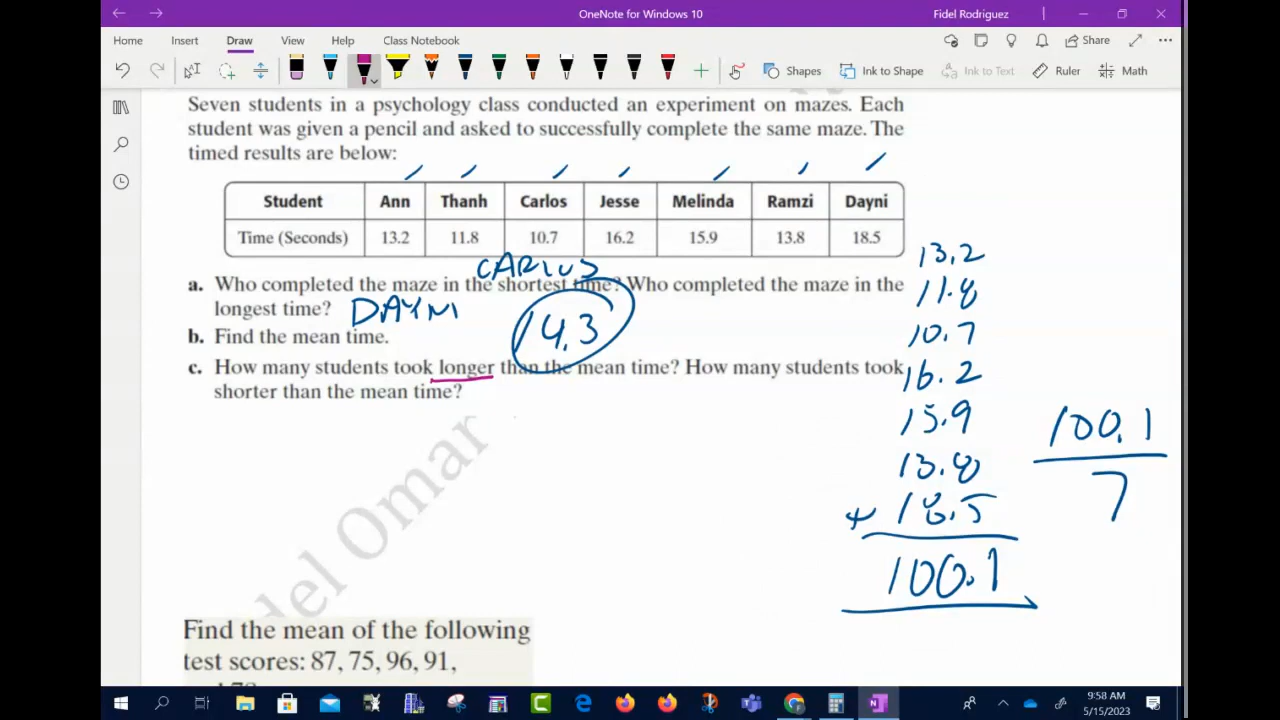 OneNote for Windows 10
Fidel Rodriguez
Home Insert Draw View Help Class Notebook
Share
Shapes Ink to Shape Ink to Text Ruler Math
Seven students in a psychology class conducted an experiment on mazes. Each
student was given a pencil and asked to successfully complete the same maze. The
timed results are below:
Student Ann Thanh Carlos Jesse Melinda Ramzi Dayni
Time (Seconds) 13.2 11.8 10.7 16.2 15.9 13.8 18.5
CARLOS
a. Who completed the maze in the shortest time? Who completed the maze in the
longest time? DAYNI
b. Find the mean time.
14.3
c. How many students took longer than the mean time? How many students took
shorter than the mean time?
13.2
11.8
10.7
16.2
15.9
13.8
+ 18.5
100.1
100.1
7
del Omar
Find the mean of the following
test scores: 87, 75, 96, 91,
9:58 AM
5/15/2023